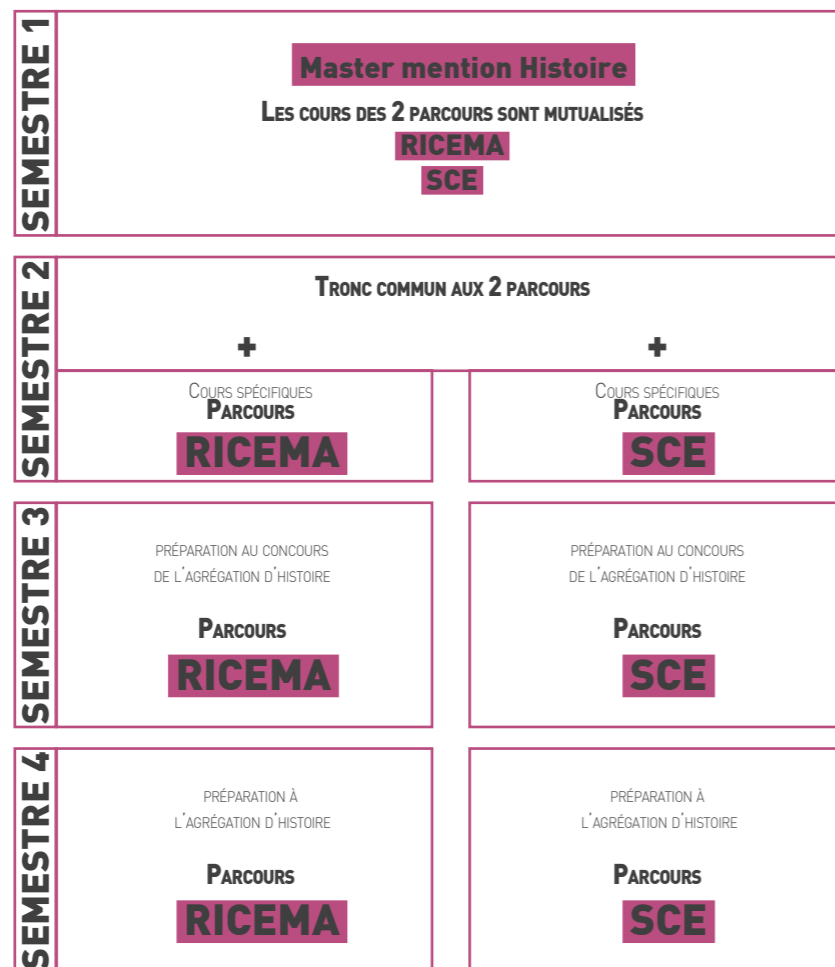 SEMESTRE 1
Master mention Histoire
LES COURS DES 2 PARCOURS SONT MUTUALISÉS
RICEMA
SCE
SEMESTRE 2
TRONC COMMUN AUX 2 PARCOURS
+ +
COURS SPÉCIFIQUES
PARCOURS
RICEMA
COURS SPÉCIFIQUES
PARCOURS
SCE
SEMESTRE 3
PRÉPARATION AU CONCOURS
DE L'AGRÉGATION D'HISTOIRE
PARCOURS
RICEMA
PRÉPARATION AU CONCOURS
DE L'AGRÉGATION D'HISTOIRE
PARCOURS
SCE
SEMESTRE 4
PRÉPARATION À
L'AGRÉGATION D'HISTOIRE
PARCOURS
RICEMA
PRÉPARATION À
L'AGRÉGATION D'HISTOIRE
PARCOURS
SCE